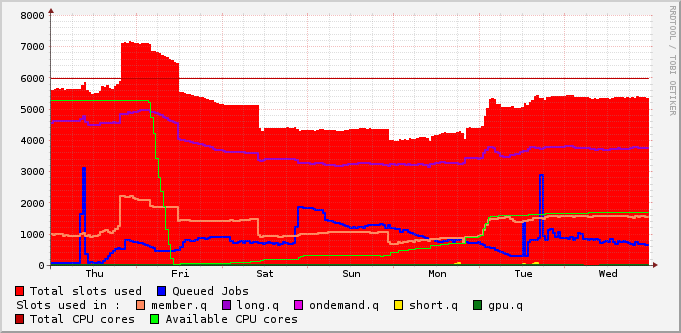 RRDTOOL / TOBI OETIKER
8000
7000
6000
5000
4000
3000
2000
1000
0
Thu Fri Sat Sun Mon Tue Wed
Total slots used Queued Jobs
Slots used in : member.q long.q ondemand.q short.q gpu.q
Total CPU cores Available CPU cores